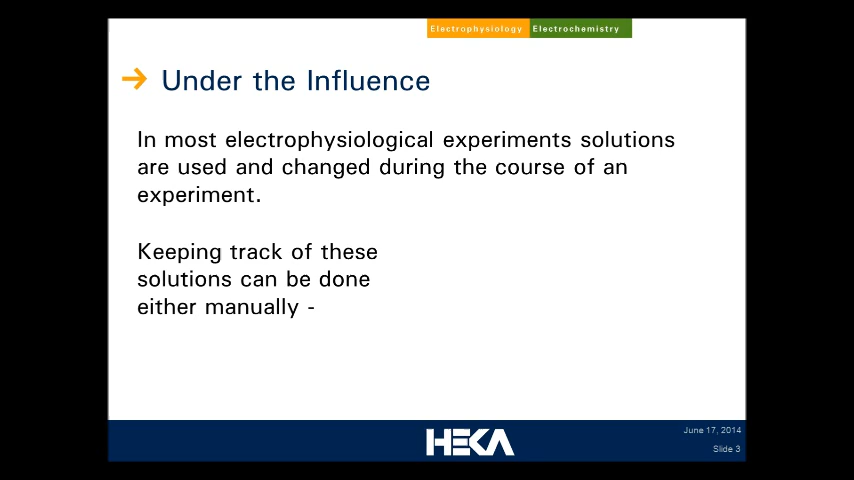 Electrophysiology Electrochemistry
Under the Influence
In most electrophysiological experiments solutions
are used and changed during the course of an
experiment.
Keeping track of these
solutions can be done
either manually -
HEKA
June 17, 2014
Slide 3